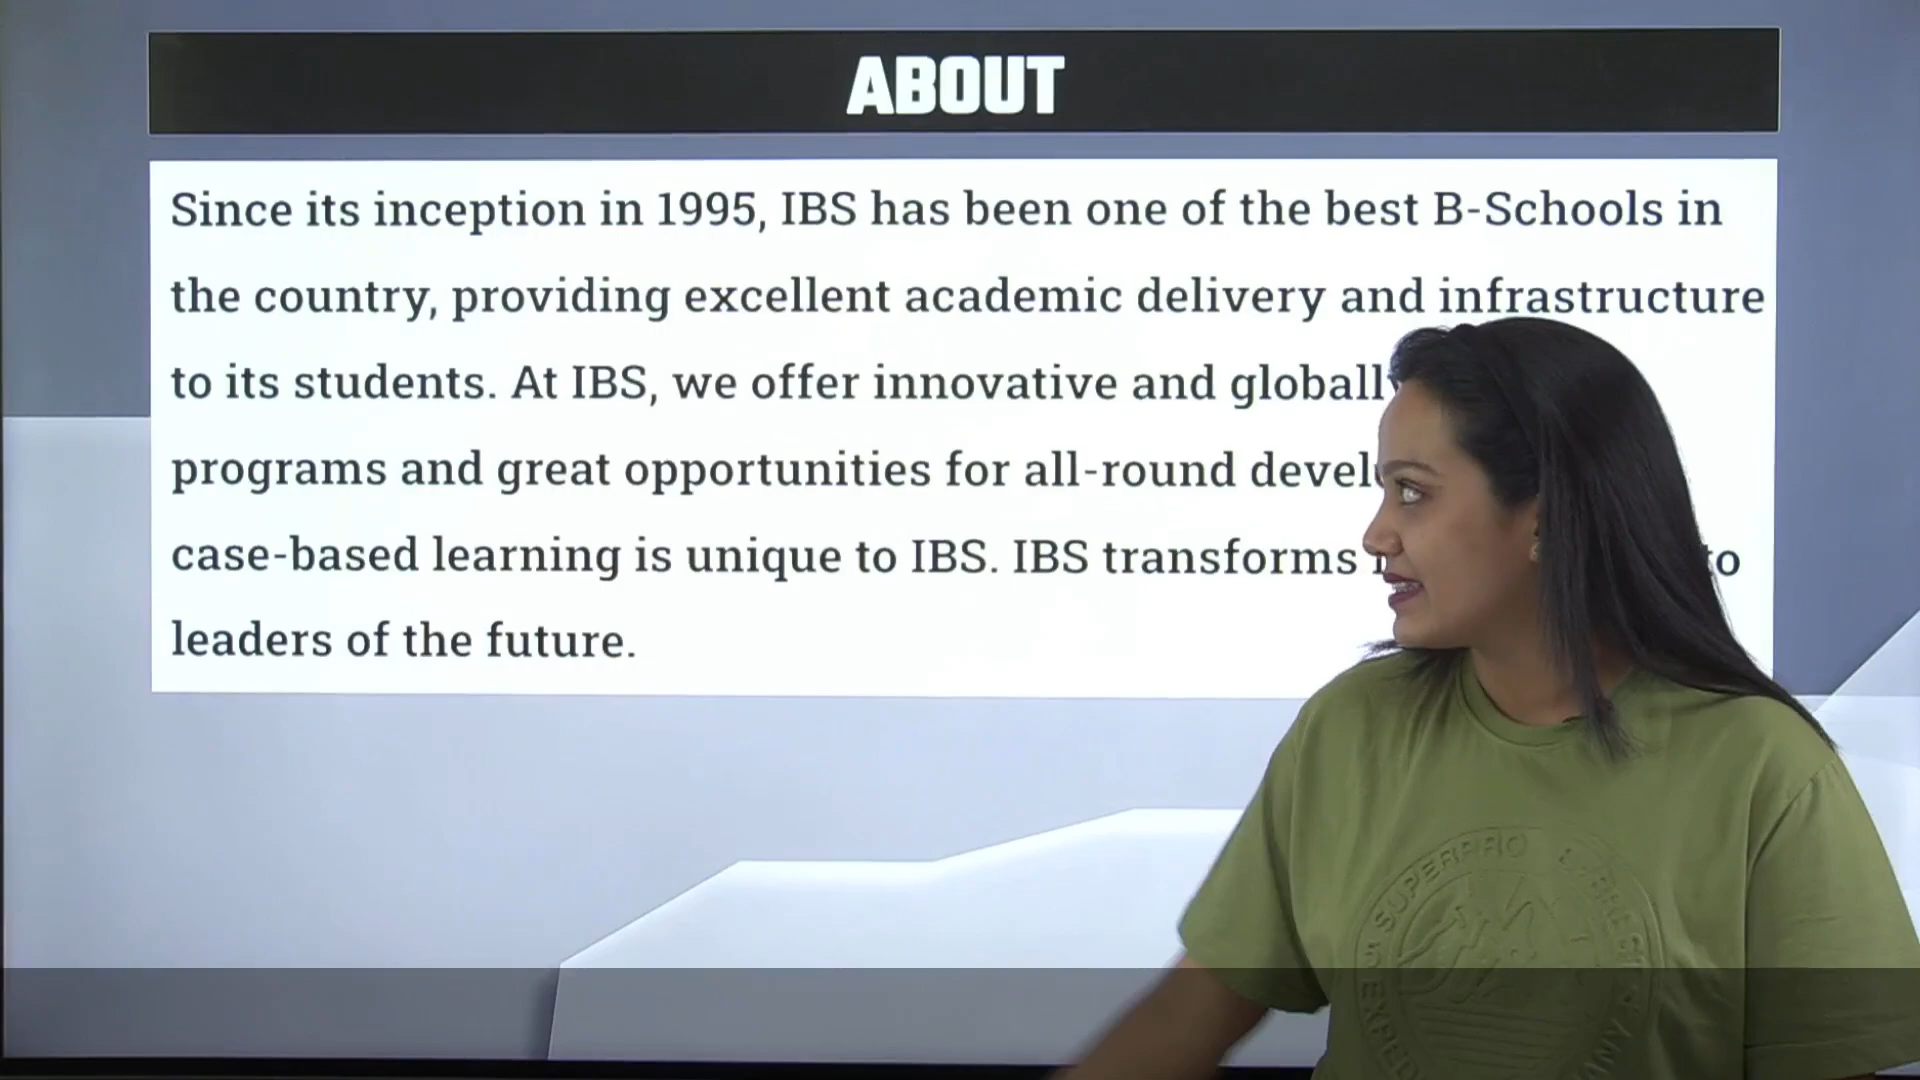 ABOUT
Since its inception in 1995, IBS has been one of the best B-Schools in
the country, providing excellent academic delivery and infrastructure
to its students. At IBS, we offer innovative and globally
programs and great opportunities for all-round
case-based learning is unique to IBS. IBS transforms
leaders of the future.
SUPERPRO